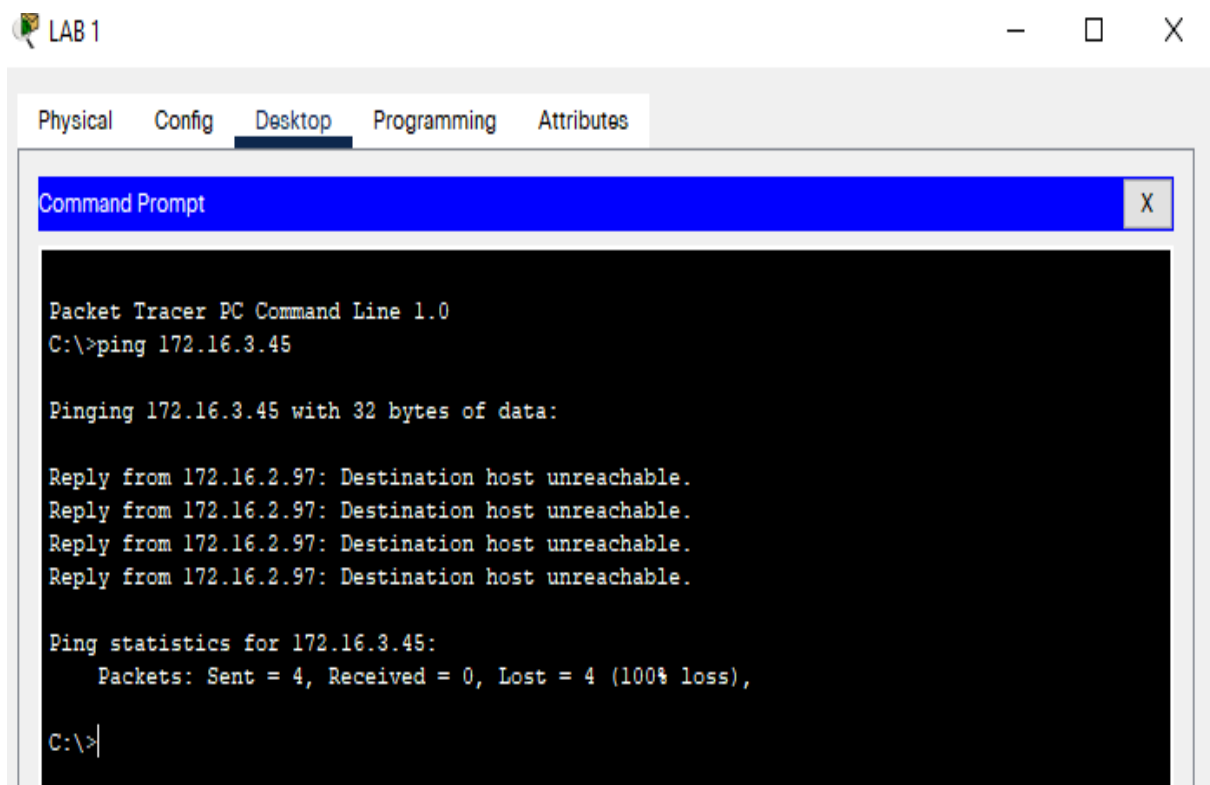 LAB 1
Physical Config Desktop Programming Attributes
Command Prompt
X
Packet Tracer PC Command Line 1.0
C:\>ping 172.16.3.45
Pinging 172.16.3.45 with 32 bytes of data:
Reply from 172.16.2.97: Destination host unreachable.
Reply from 172.16.2.97: Destination host unreachable.
Reply from 172.16.2.97: Destination host unreachable.
Reply from 172.16.2.97: Destination host unreachable.
Ping statistics for 172.16.3.45:
    Packets: Sent = 4, Received = 0, Lost = 4 (100% loss),
C:\>